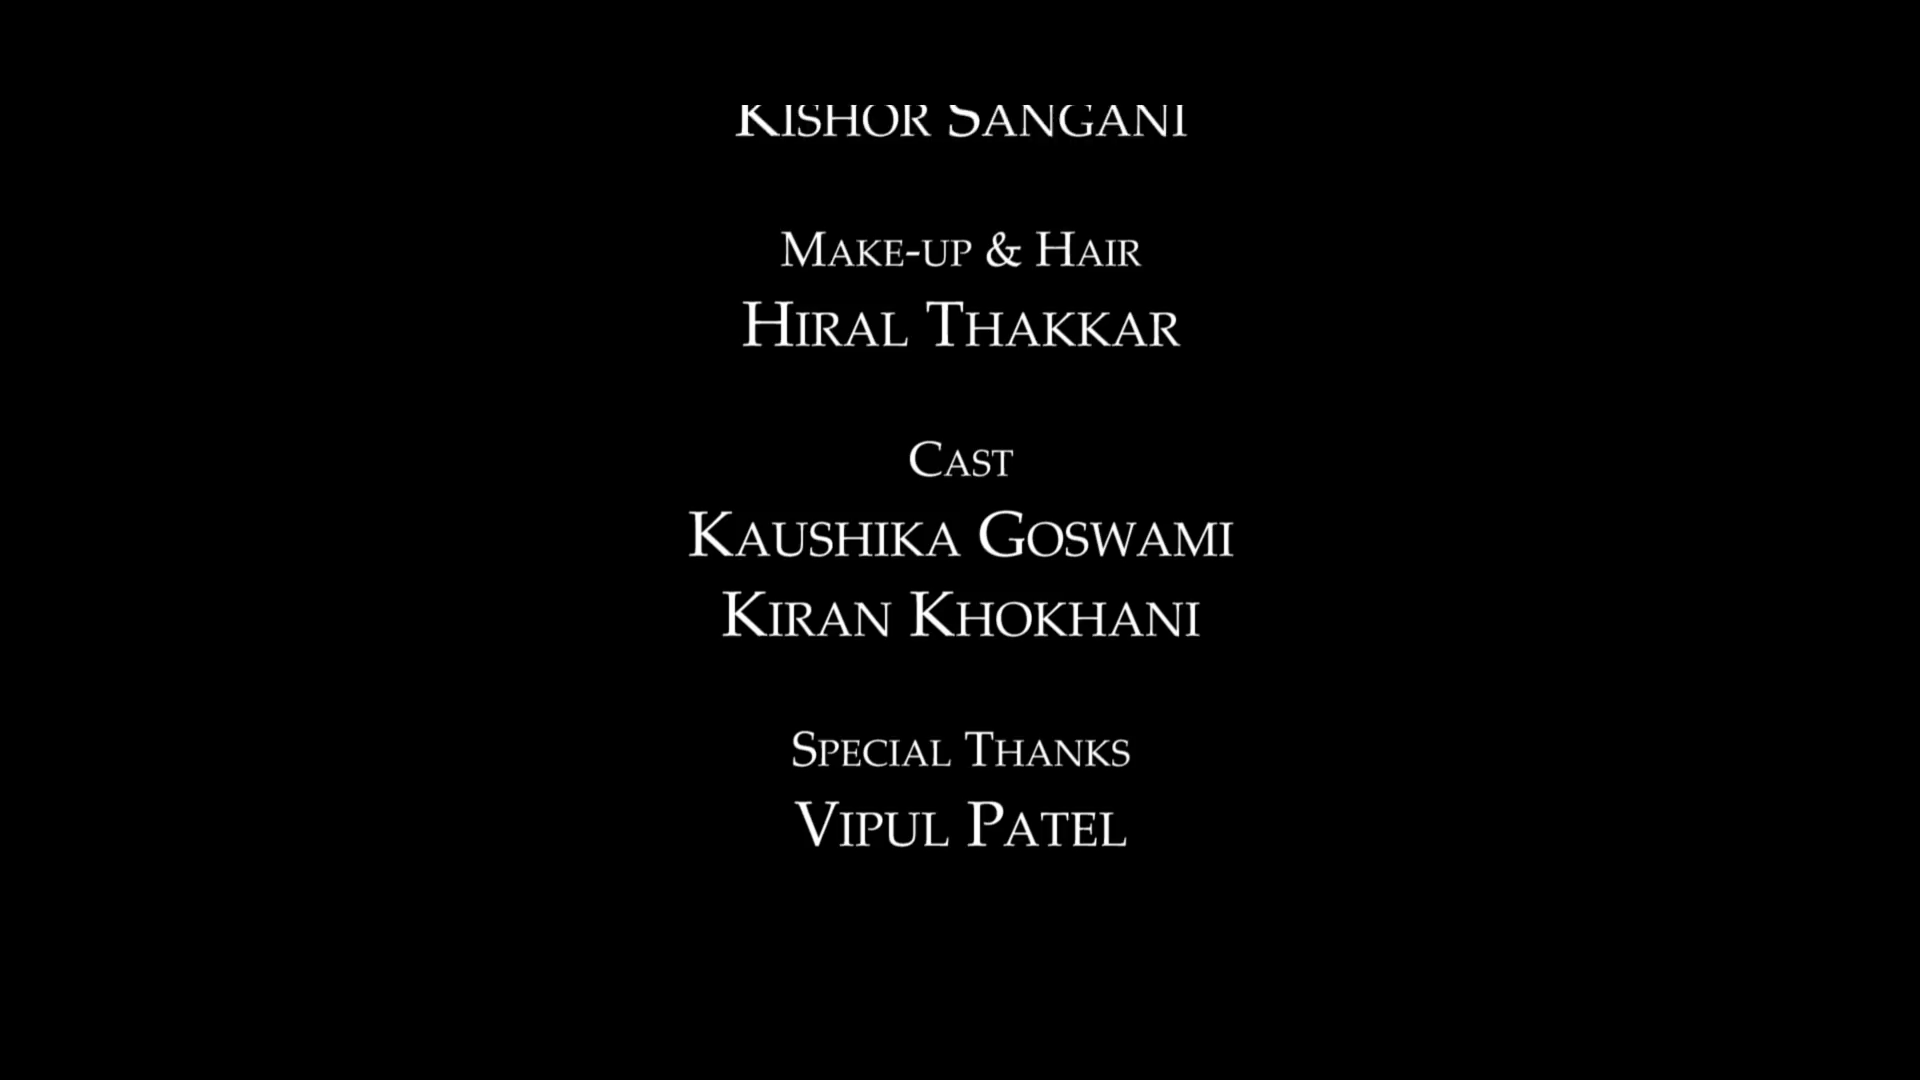 Kishor Sangani
Make-up & Hair
Hiral Thakkar
Cast
Kaushika Goswami
Kiran Khokhani
Special Thanks
Vipul Patel